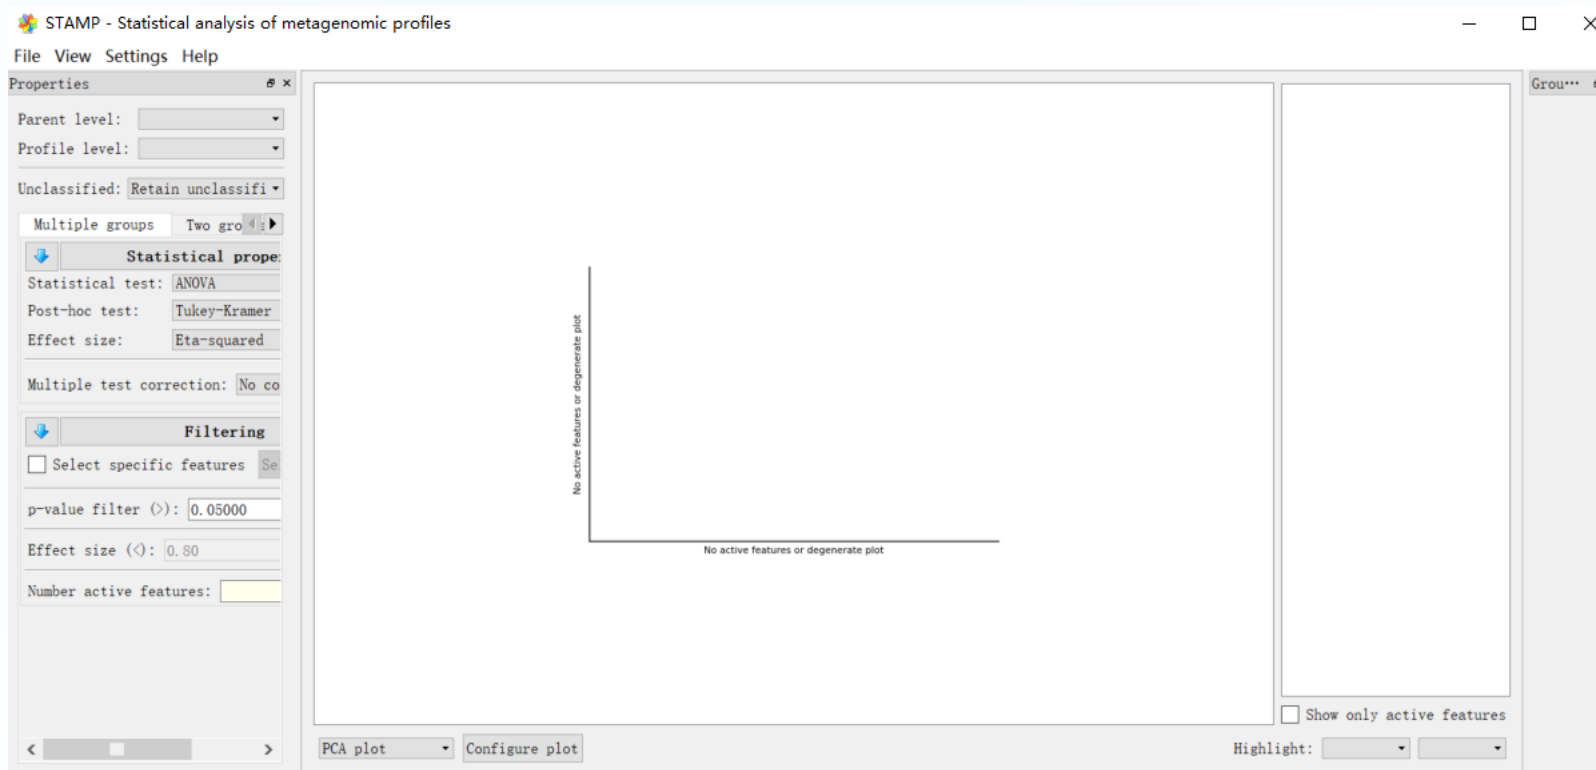 STAMP - Statistical analysis of metagenomic profiles
File View Settings Help
Properties
Parent level:
Profile level:
Unclassified: Retain unclassifi
Multiple groups Two gro
Statistical prope
Statistical test: ANOVA
Post-hoc test: Tukey-Kramer
Effect size: Eta-squared
Multiple test correction: No co
Filtering
Select specific features Se
p-value filter (>): 0.05000
Effect size (<): 0.80
Number active features:
No active features or degenerate plot
No active features or degenerate plot
PCA plot Configure plot
Show only active features
Highlight:
Grou···